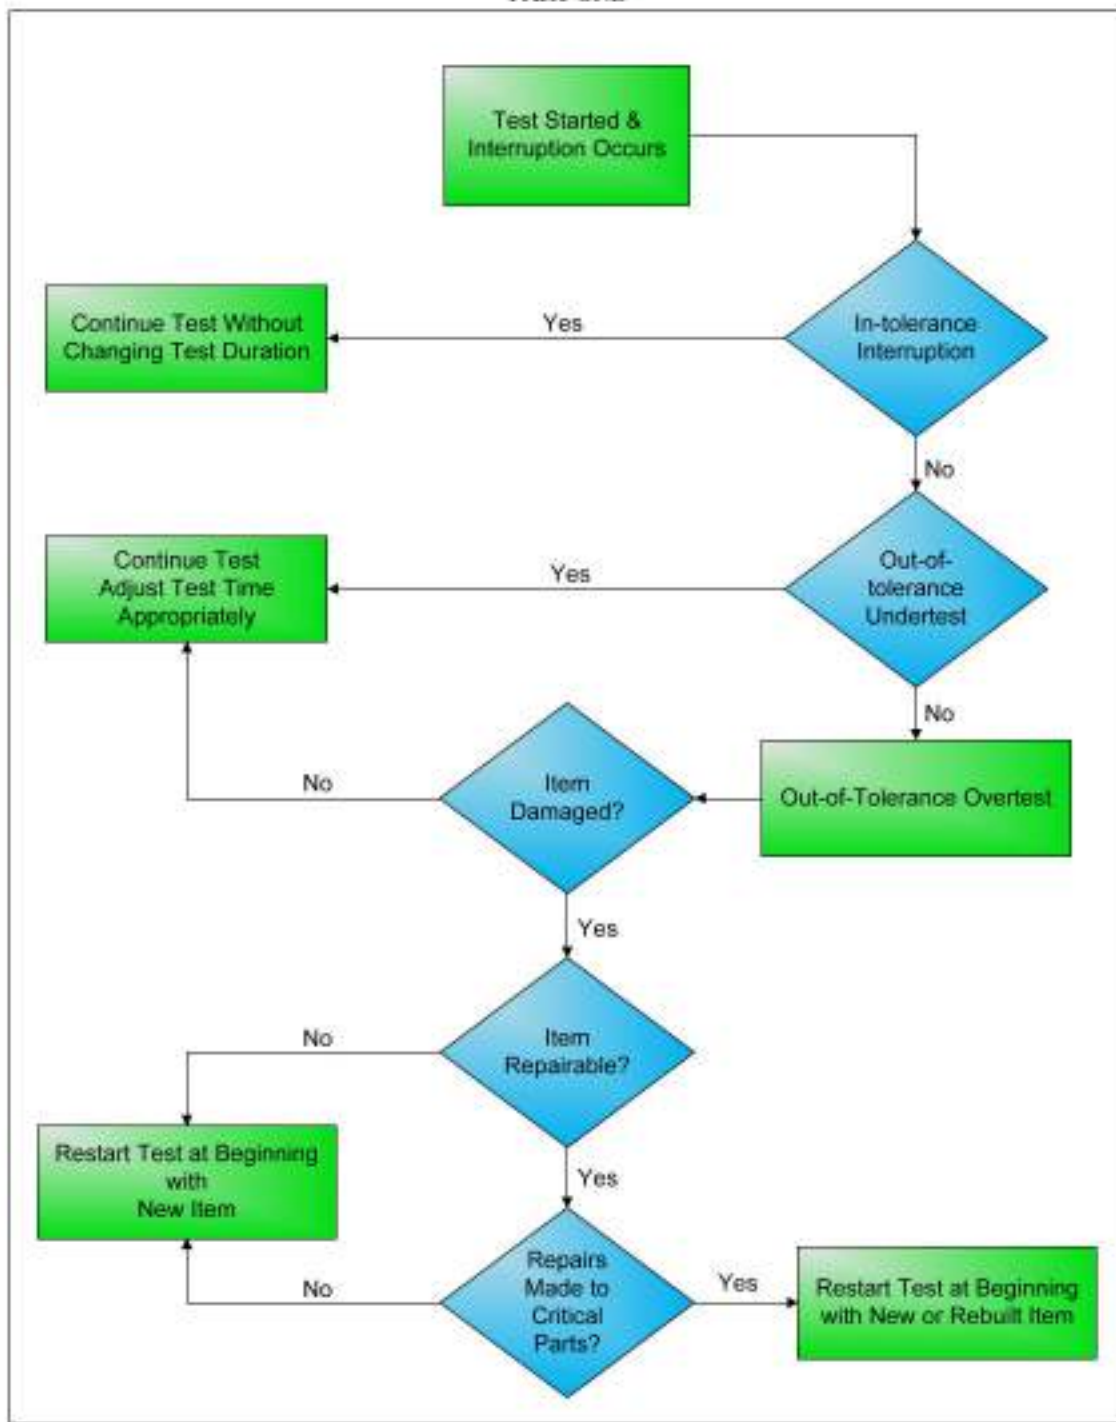 Test Started &
Interruption Occurs
Continue Test Without
Changing Test Duration
Yes
In-tolerance
Interruption
No
Continue Test
Adjust Test Time
Appropriately
Yes
Out-of-
tolerance
Undertest
No
No
Item
Damaged?
Out-of-Tolerance Overtest
Yes
No
Item
Repairable?
Restart Test at Beginning
with
New Item
Yes
No
Repairs
Made to
Critical
Parts?
Yes
Restart Test at Beginning
with New or Rebuilt Item